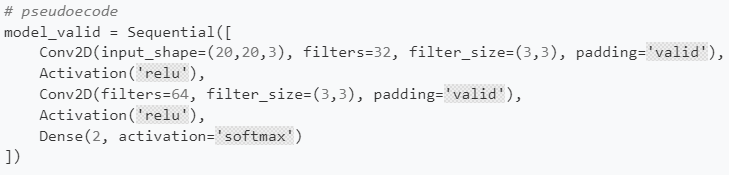 # pseudoecode
model_valid = Sequential([
    Conv2D(input_shape=(20,20,3), filters=32, filter_size=(3,3), padding='valid'),
    Activation('relu'),
    Conv2D(filters=64, filter_size=(3,3), padding='valid'),
    Activation('relu'),
    Dense(2, activation='softmax')
])